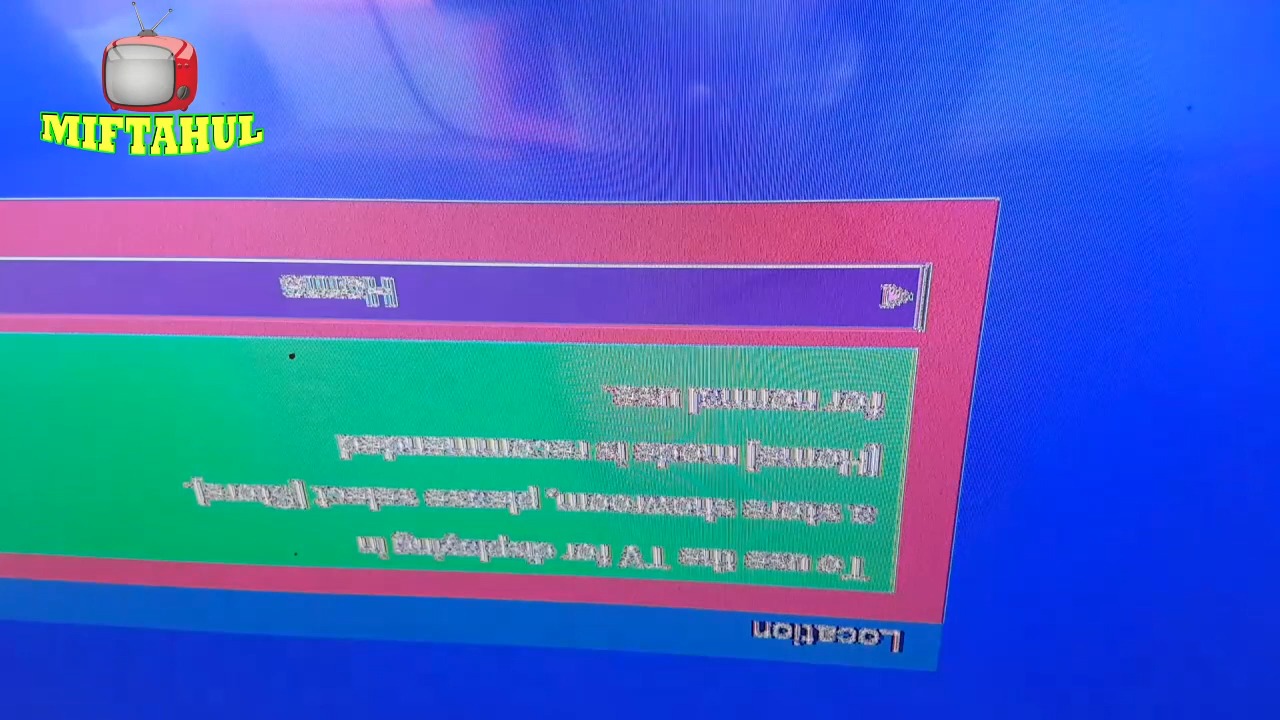 MIFTAHUL
Location
To use this TV for displaying in
a store showroom, please select [Store].
[Home] mode is recommended
for normal use.
Home